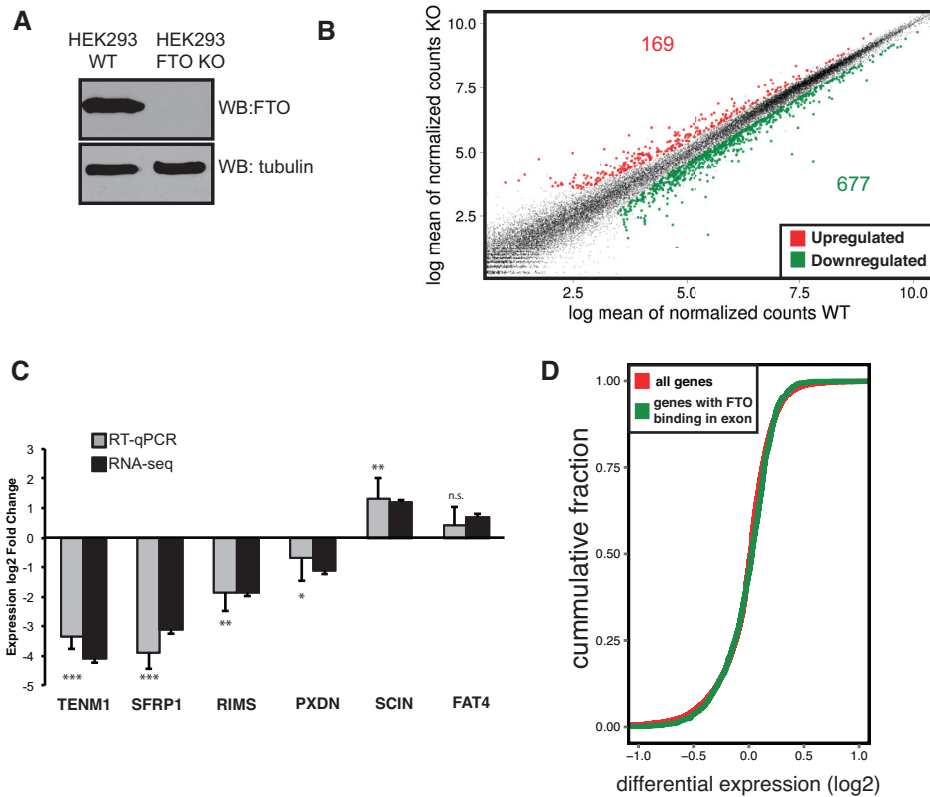 A
HEK293 HEK293
WT FTO KO
WB:FTO
WB: tubulin
B
log mean of normalized counts KO
10.0
7.5
5.0
2.5
169
677
Upregulated
Downregulated
2.5 5.0 7.5 10.0
log mean of normalized counts WT
C
RT-qPCR
RNA-seq
Expression log2 Fold Change
3
2
1
0
-1
-2
-3
-4
-5
***
***
**
*
**
n.s.
TENM1 SFRP1 RIMS PXDN SCIN FAT4
D
all genes
genes with FTO
binding in exon
cummulative fraction
1.00
0.75
0.50
0.25
0.00
−1.0 −0.5 0.0 0.5 1.0
differential expression (log2)